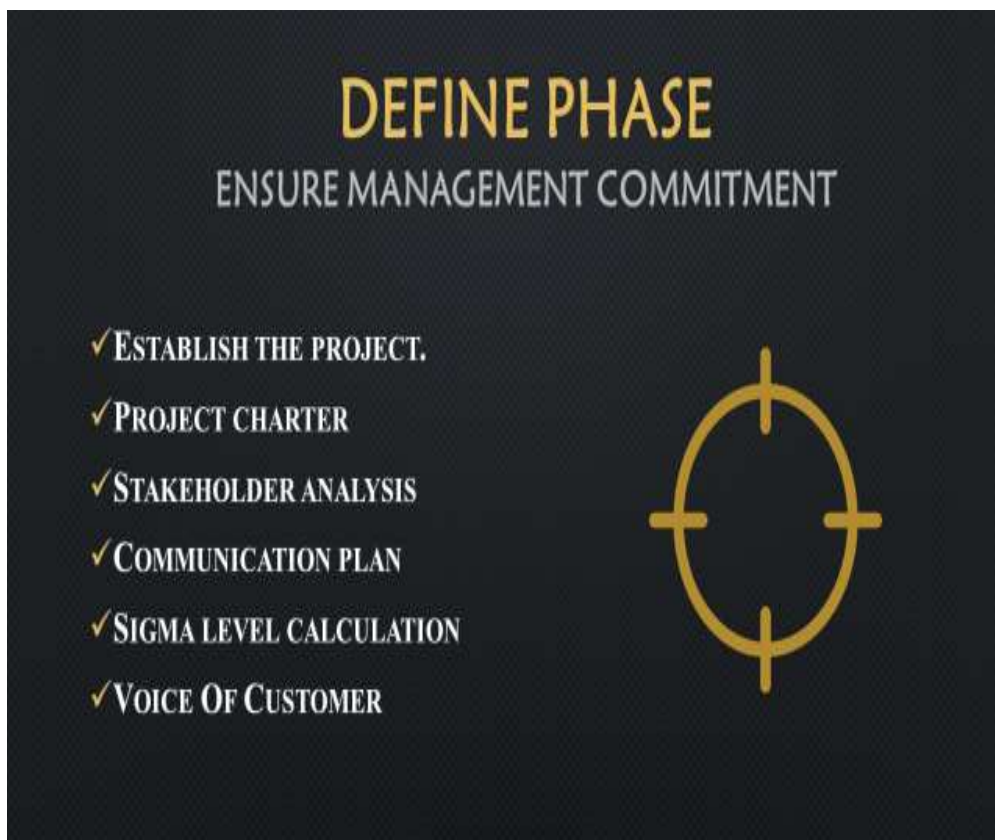 DEFINE PHASE
ENSURE MANAGEMENT COMMITMENT
✓ESTABLISH THE PROJECT.
✓PROJECT CHARTER
✓STAKEHOLDER ANALYSIS
✓COMMUNICATION PLAN
✓SIGMA LEVEL CALCULATION
✓VOICE OF CUSTOMER